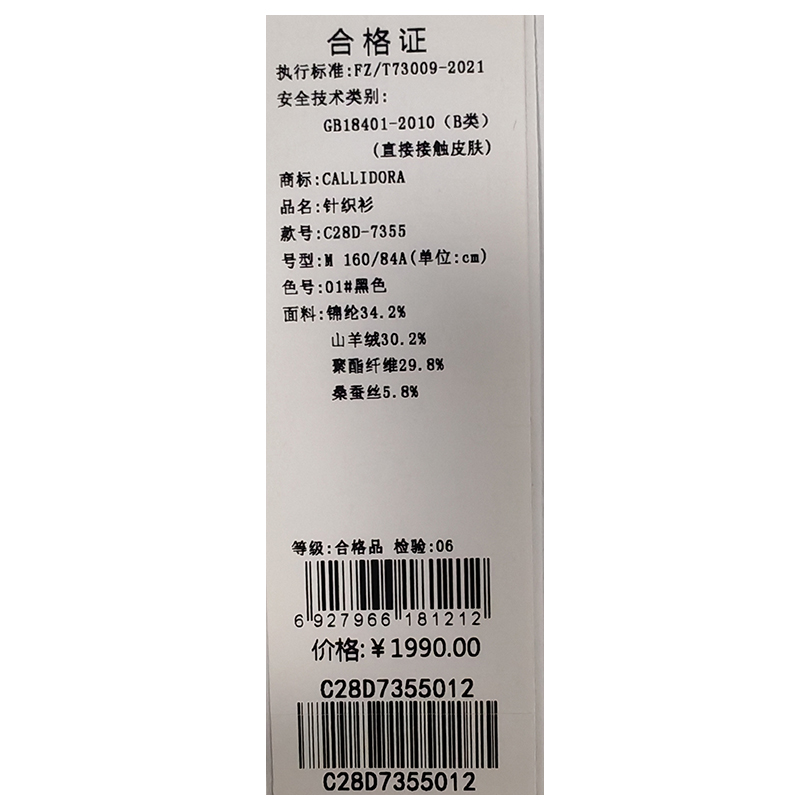 合格证
执行标准:FZ/T73009-2021
安全技术类别:
GB18401-2010（B类）
(直接接触皮肤)
商标:CALLIDORA
品名:针织衫
款号:C28D-7355
号型:M 160/84A(单位:cm)
色号:01#黑色
面料:锦纶34.2%
山羊绒30.2%
聚酯纤维29.8%
桑蚕丝5.8%
等级:合格品 检验:06
6 927966 181212
价格:￥1990.00
C28D7355012
C28D7355012